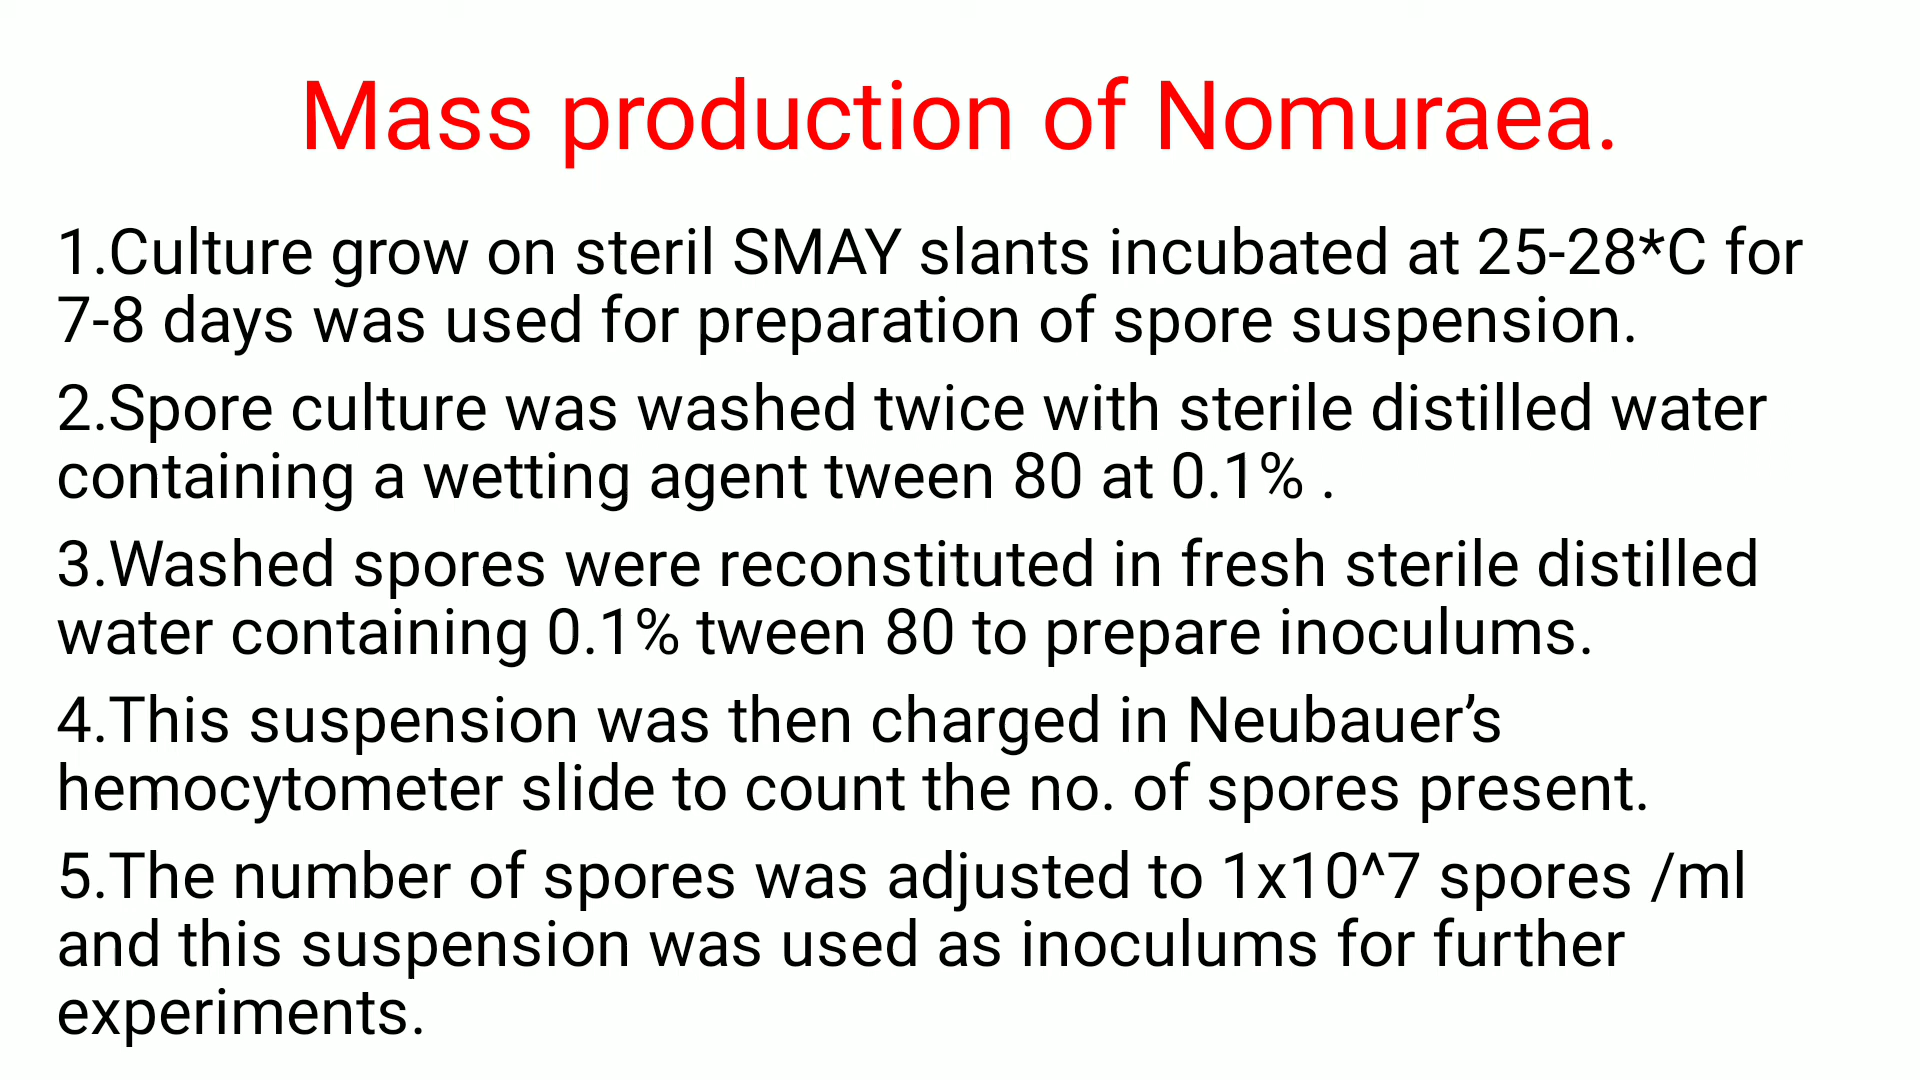 Mass production of Nomuraea.
1.Culture grow on steril SMAY slants incubated at 25-28*C for
7-8 days was used for preparation of spore suspension.
2.Spore culture was washed twice with sterile distilled water
containing a wetting agent tween 80 at 0.1% .
3.Washed spores were reconstituted in fresh sterile distilled
water containing 0.1% tween 80 to prepare inoculums.
4.This suspension was then charged in Neubauer’s
hemocytometer slide to count the no. of spores present.
5.The number of spores was adjusted to 1x10^7 spores /ml
and this suspension was used as inoculums for further
experiments.